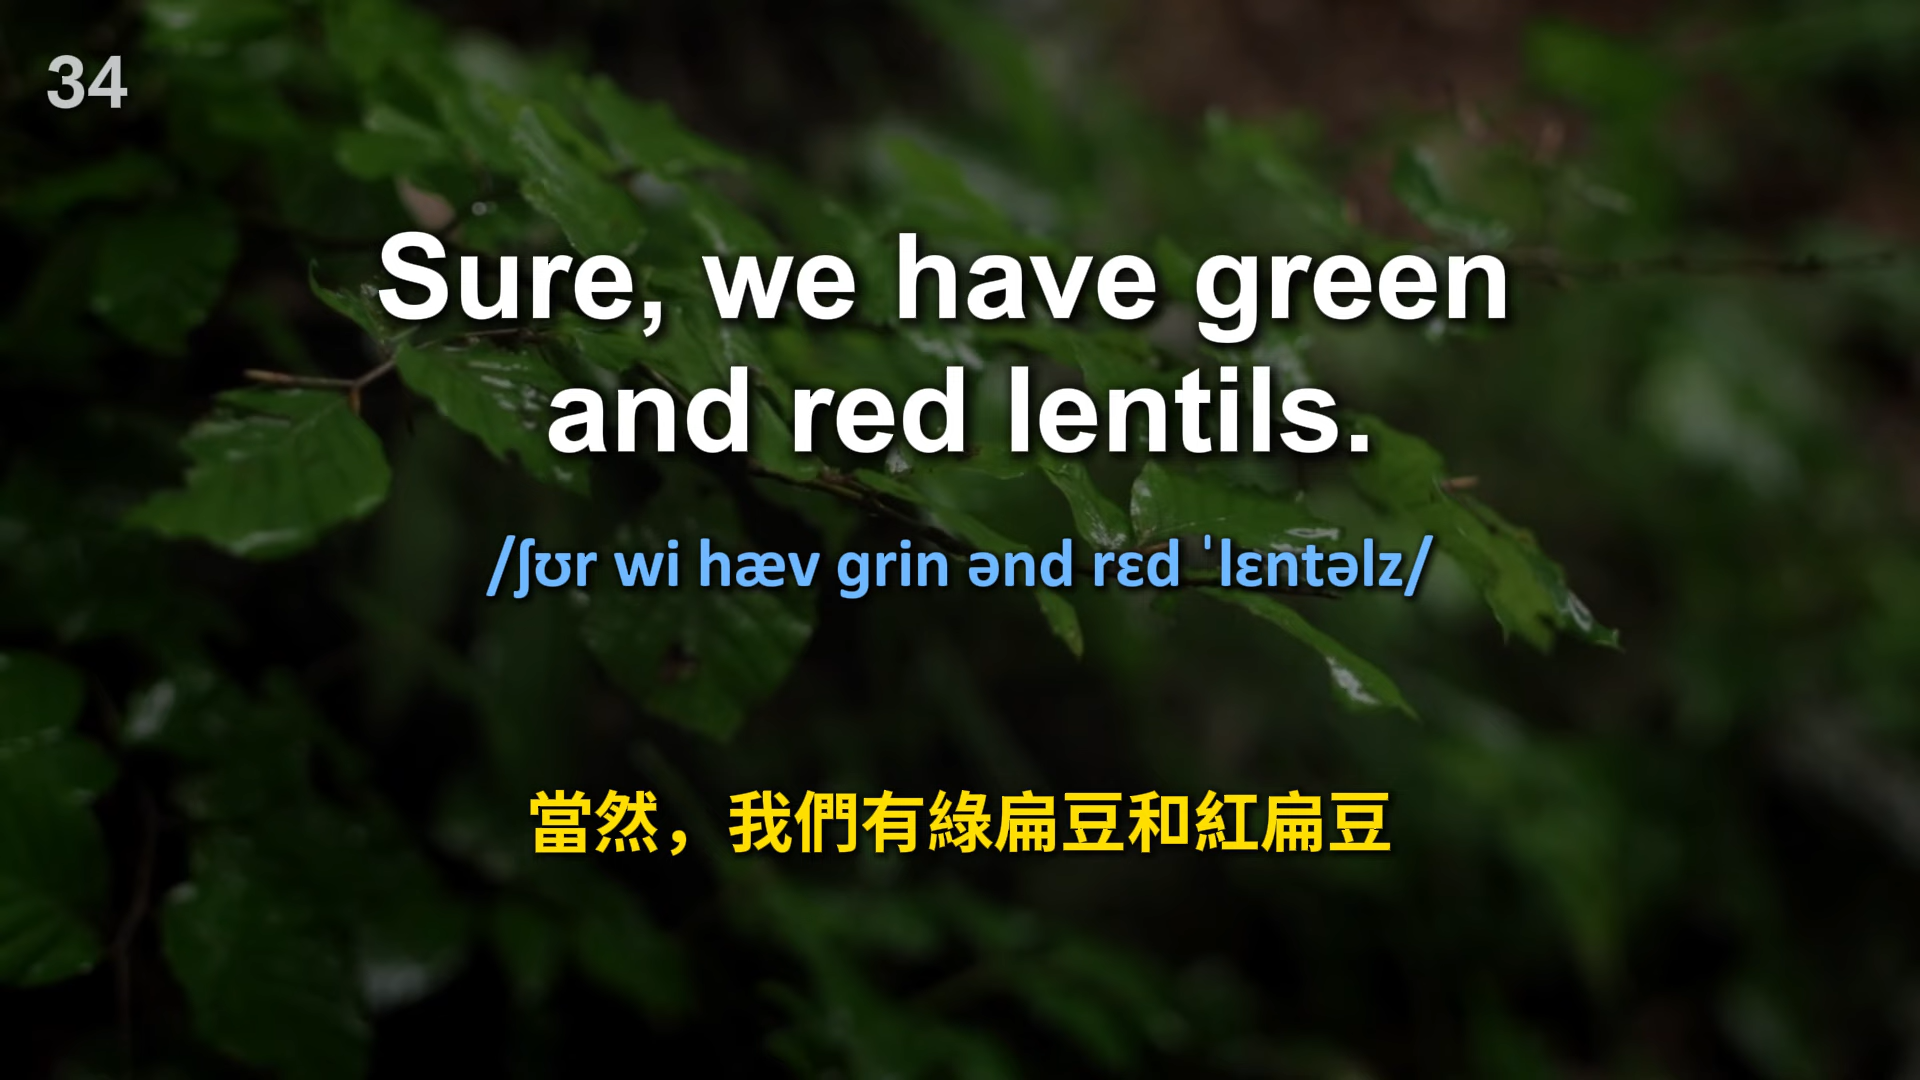 34
Sure, we have green
and red lentils.
/ʃʊr wi hæv grin ənd rɛd ˈlɛntəlz/
當然，我們有綠扁豆和紅扁豆